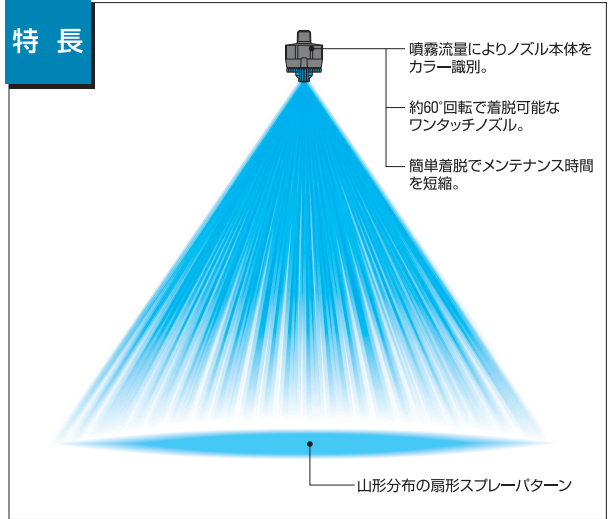 特長
噴霧流量によりノズル本体を
カラー識別。
約60°回転で着脱可能な
ワンタッチノズル。
簡単着脱でメンテナンス時間
を短縮。
山形分布の扇形スプレーパターン